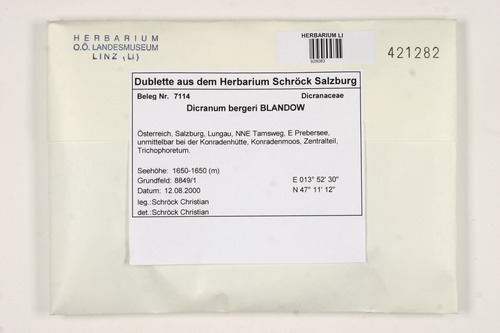 HERBARIUM
O.Ö. LANDESMUSEUM
LINZ (LI)
HERBARIUM LI
421282
Dublette aus dem Herbarium Schröck Salzburg
Beleg Nr. 7114 Dicranaceae
Dicranum bergeri BLANDOW
Österreich, Salzburg, Lungau, NNE Tamsweg, E Prebersee,
unmittelbar bei der Konradenhütte, Konradenmoos, Zentralteil,
Trichophoretum.
Seehöhe: 1650-1650 (m)
Grundfeld: 8849/1 E 013° 52' 30"
Datum: 12.08.2000 N 47° 11' 12"
leg.:Schröck Christian
det.:Schröck Christian